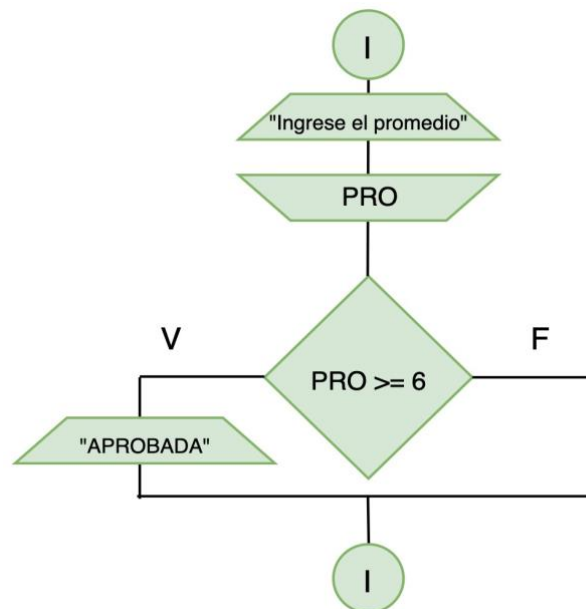 I
"Ingrese el promedio"
PRO
V
F
PRO >= 6
"APROBADA"
I